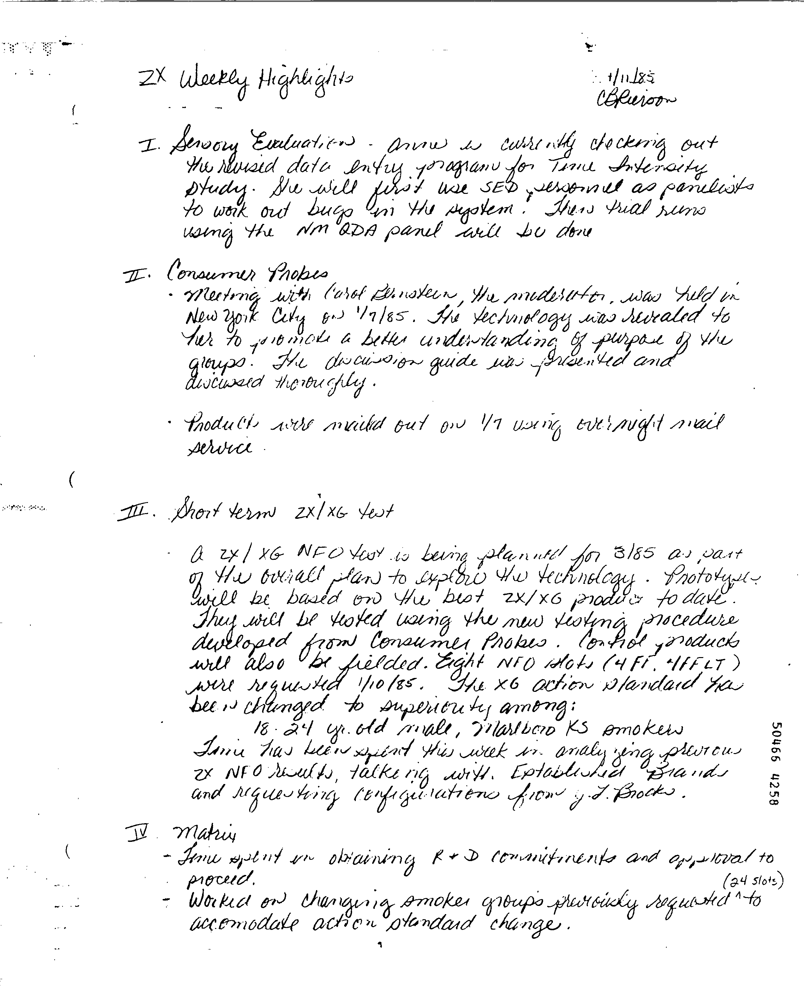 ZX Weekly Highlights
1/11/85
CBPierson
I. Sensory Evaluation - Anne is currently checking out
the revised data entry program for Time Intensity
Study. She will first use SED personnel as panelists
to work out bugs in the system. Then trial runs
using the NM QDA panel will be done
II. Consumer Probes
· Meeting with Carol Bernstein, the moderator, was held in
New York City on 1/7/85. The technology was revealed to
her to promote a better understanding of purpose of the
groups. The discussion guide was presented and
discussed thoroughly.
· Products were mailed out on 1/7 using overnight mail
service.
III. Short term ZX/XG test
· A ZX/XG NFO test is being planned for 3/85 as part
of the overall plan to explore the technology. Prototypes
will be based on the best ZX/XG product to date.
They will be tested using the new testing procedure
developed from Consumer Probes. Control products
will also be fielded. Eight NFO slots (4FF, 4FFLT)
were requested 1/10/85. The XG action standard has
been changed to superiority among:
18-24 yr. old male, Marlboro KS smokers
Time has been spent this week in analyzing previous
ZX NFO results, talking with Established Brands
and requesting configurations from Brooks.
IV. Matrix
- Time spent in obtaining R+D commitments and approval to
proceed.
(24 slots)
- Worked on changing smoker groups previously requested ^ to
accomodate action standard change.
50466 4258